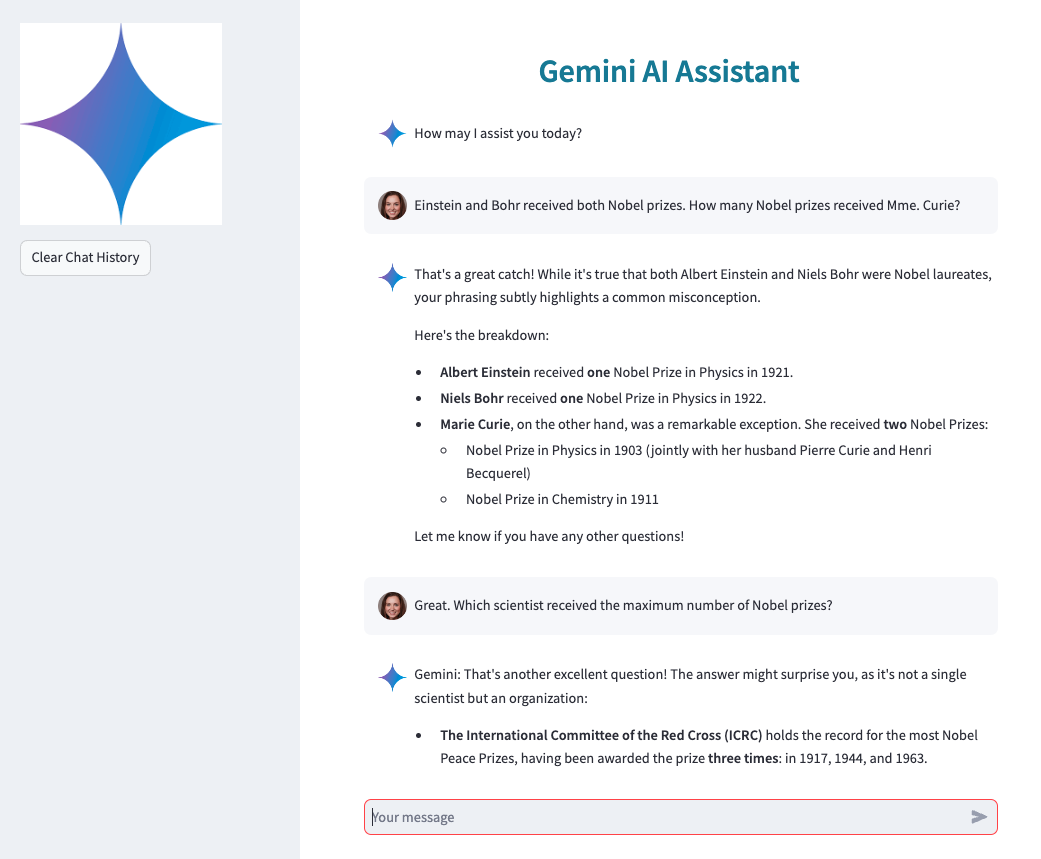 Gemini AI Assistant
How may I assist you today?
Clear Chat History
Einstein and Bohr received both Nobel prizes. How many Nobel prizes received Mme. Curie?
That's a great catch! While it's true that both Albert Einstein and Niels Bohr were Nobel laureates,
your phrasing subtly highlights a common misconception.
Here's the breakdown:
Albert Einstein received one Nobel Prize in Physics in 1921.
Niels Bohr received one Nobel Prize in Physics in 1922.
Marie Curie, on the other hand, was a remarkable exception. She received two Nobel Prizes:
Nobel Prize in Physics in 1903 (jointly with her husband Pierre Curie and Henri
Becquerel)
Nobel Prize in Chemistry in 1911
Let me know if you have any other questions!
Great. Which scientist received the maximum number of Nobel prizes?
Gemini: That's another excellent question! The answer might surprise you, as it's not a single
scientist but an organization:
The International Committee of the Red Cross (ICRC) holds the record for the most Nobel
Peace Prizes, having been awarded the prize three times: in 1917, 1944, and 1963.
Your message